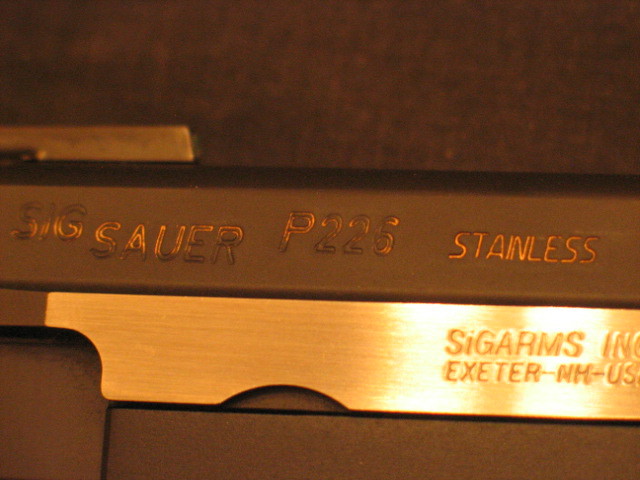 SIG SAUER P226 STAINLESS
SIGARMS INC
EXETER-NH-USA